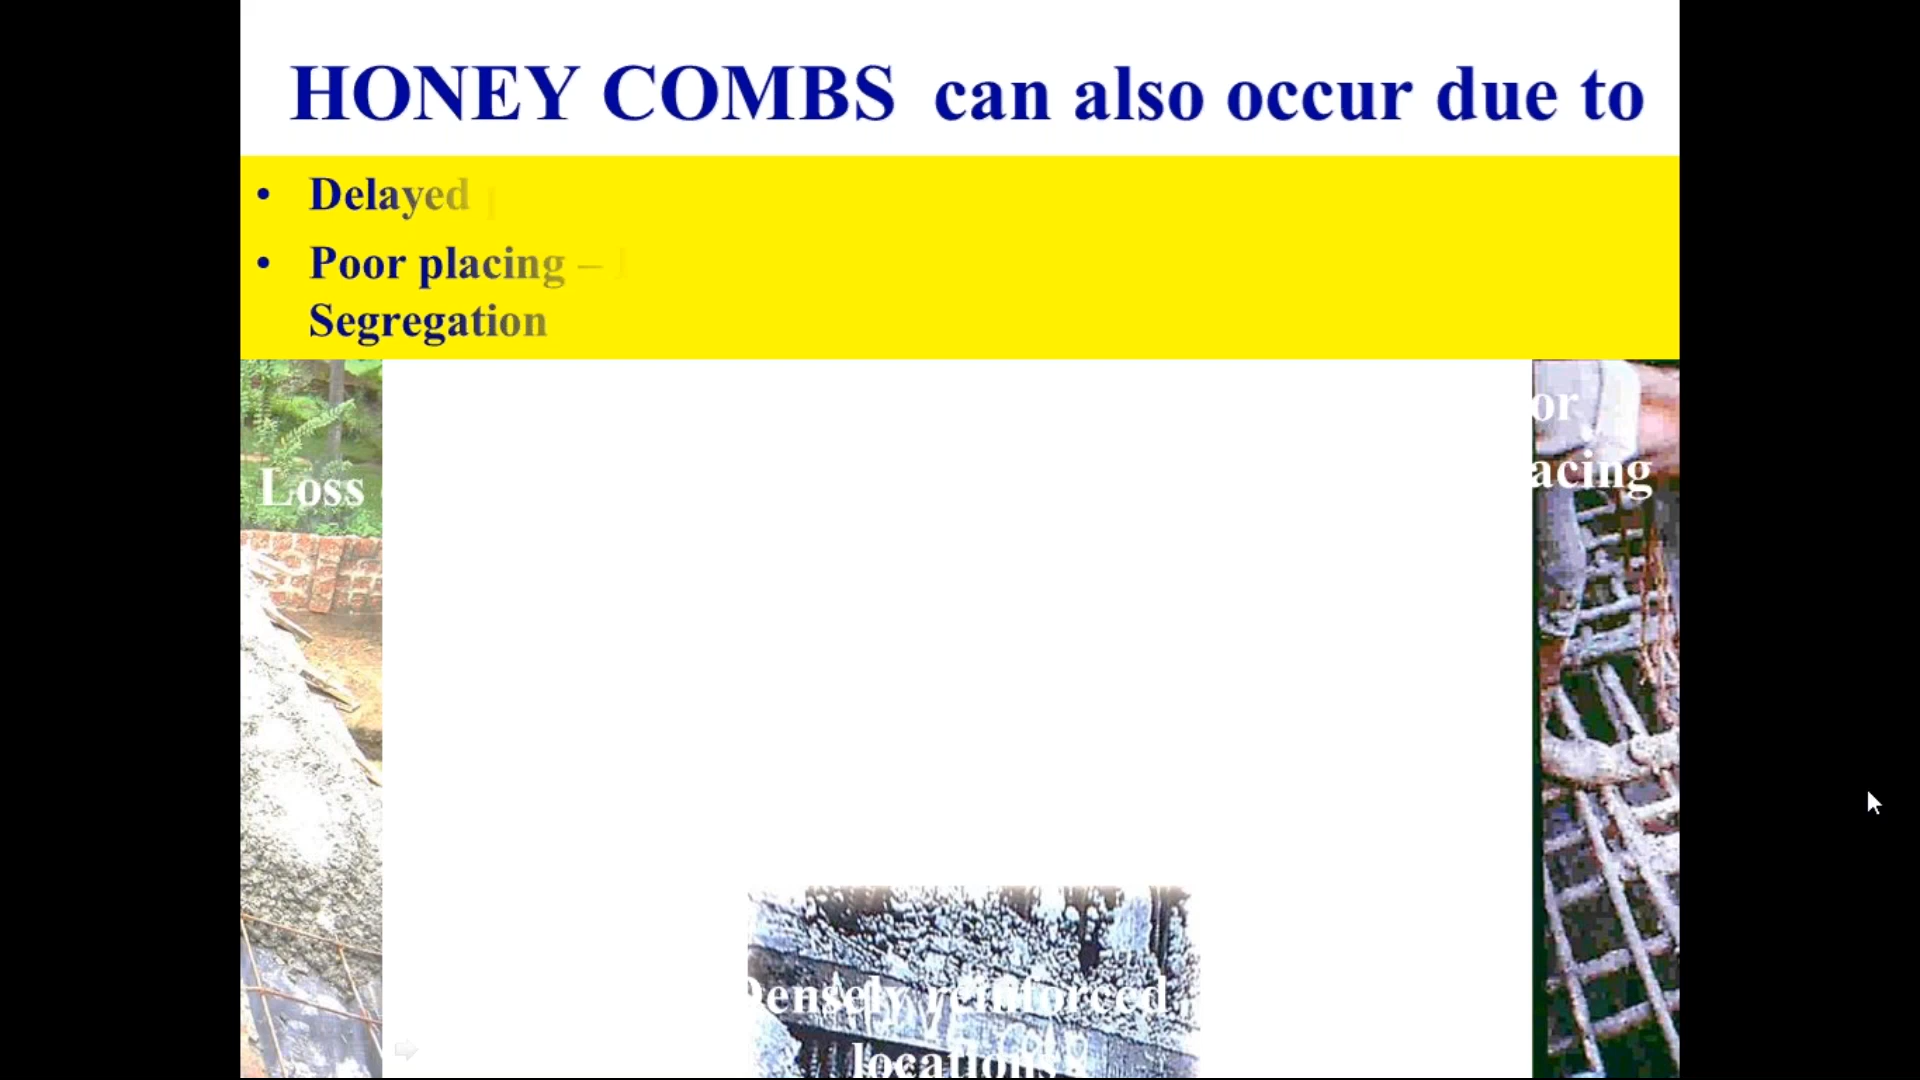 HONEY COMBS can also occur due to
• Delayed
• Poor placing –
Segregation
Loss
or
acing
Densely reinforced
locations